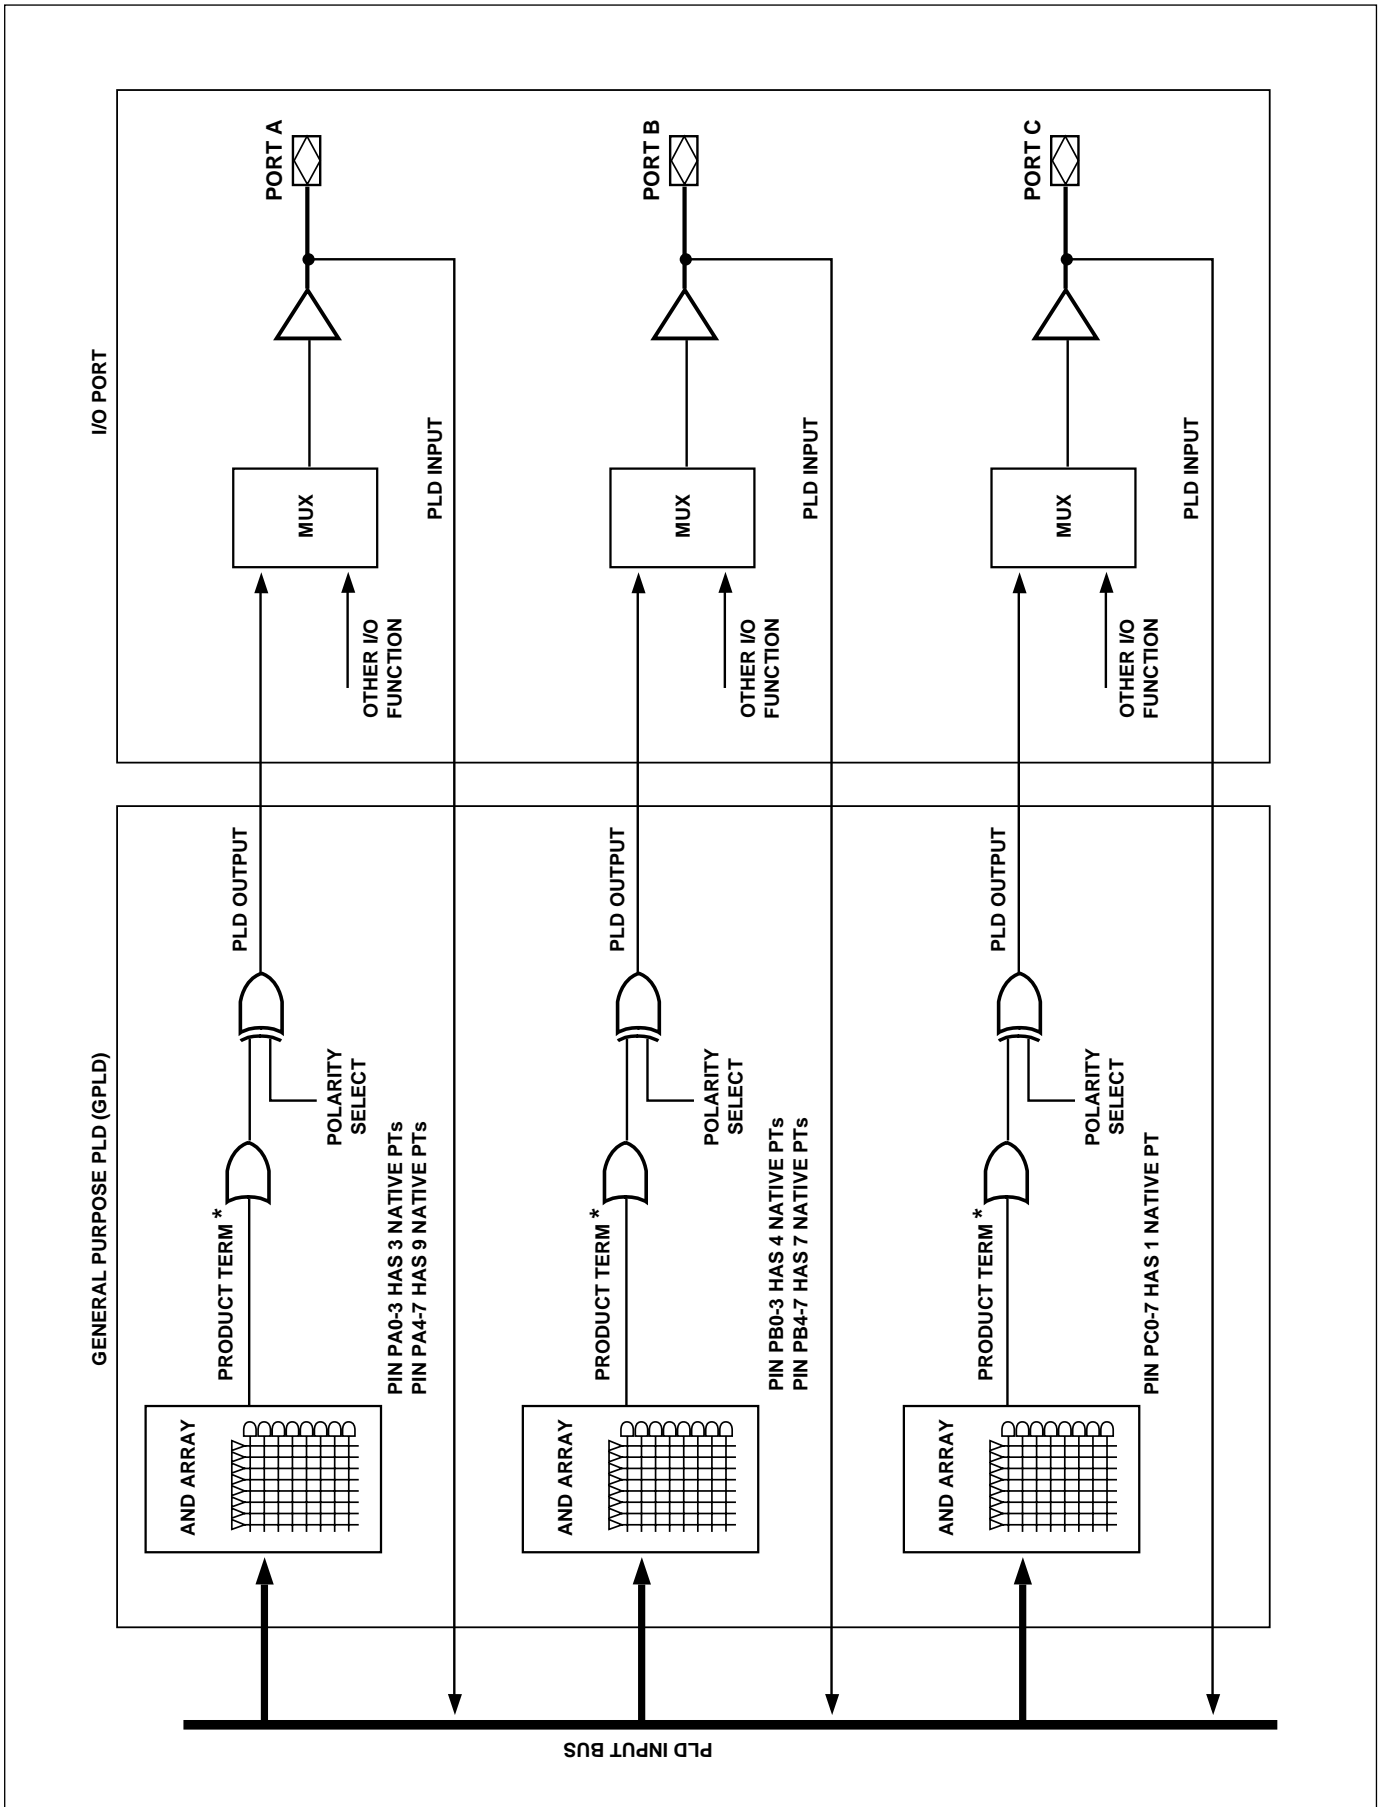 GENERAL PURPOSE PLD (GPLD)
I/O PORT
PLD INPUT BUS
AND ARRAY
PRODUCT TERM *
PIN PA0-3 HAS 3 NATIVE PTs
PIN PA4-7 HAS 9 NATIVE PTs
POLARITY
SELECT
PLD OUTPUT
OTHER I/O
FUNCTION
MUX
PLD INPUT
PORT A
AND ARRAY
PRODUCT TERM *
PIN PB0-3 HAS 4 NATIVE PTs
PIN PB4-7 HAS 7 NATIVE PTs
POLARITY
SELECT
PLD OUTPUT
OTHER I/O
FUNCTION
MUX
PLD INPUT
PORT B
AND ARRAY
PRODUCT TERM *
PIN PC0-7 HAS 1 NATIVE PT
POLARITY
SELECT
PLD OUTPUT
OTHER I/O
FUNCTION
MUX
PLD INPUT
PORT C